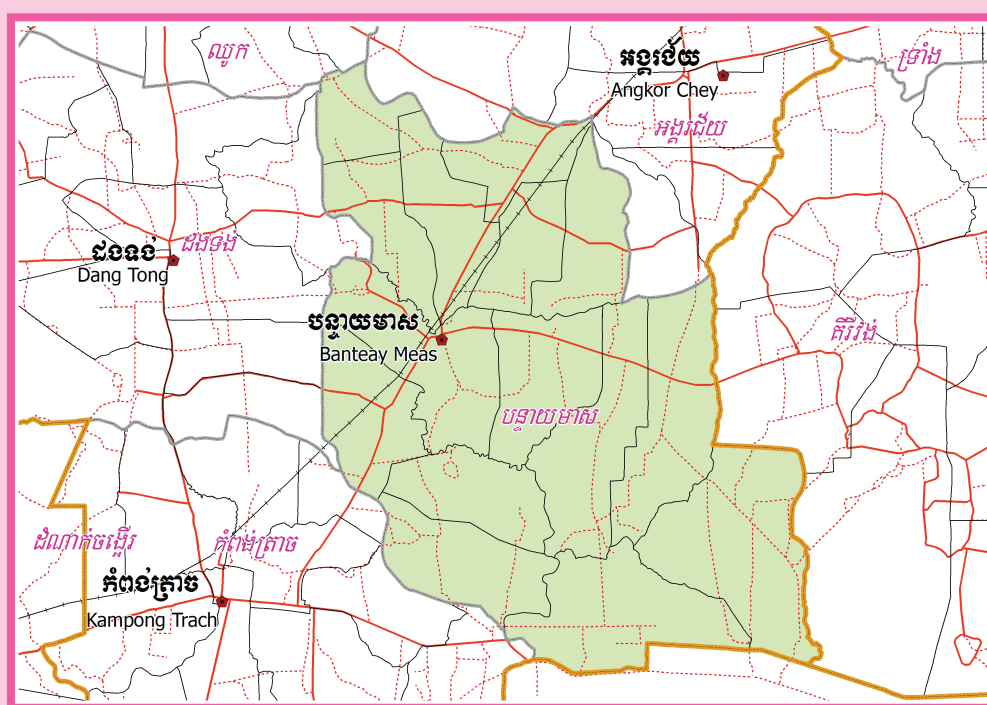 ឈូក
អង្គរជ័យ
Angkor Chey
ទ្រាំង
អង្គរជ័យ
ដងទង់
Dang Tong
ដងទង់
បន្ទាយមាស
Banteay Meas
គិរីវង់
បន្ទាយមាស
ដំណាក់ចង្អើរ
គំពង់ត្រាច
កំពង់ត្រាច
Kampong Trach